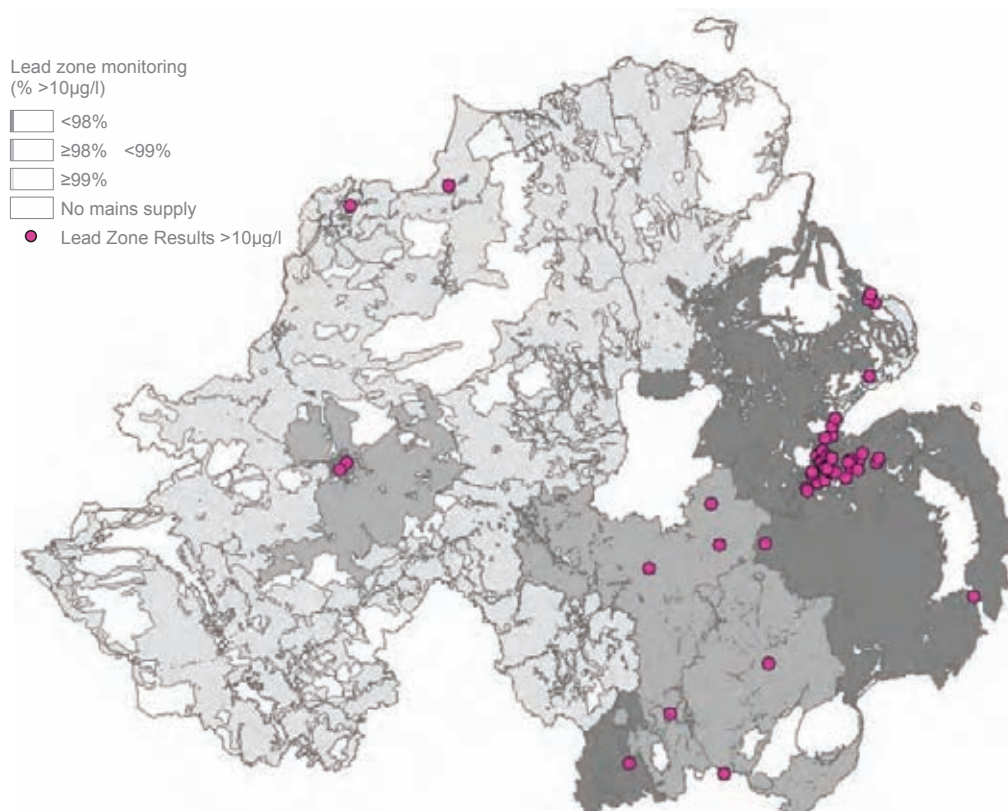 Lead zone monitoring
(% >10µg/l)
<98%
≥98% <99%
≥99%
No mains supply
Lead Zone Results >10µg/l